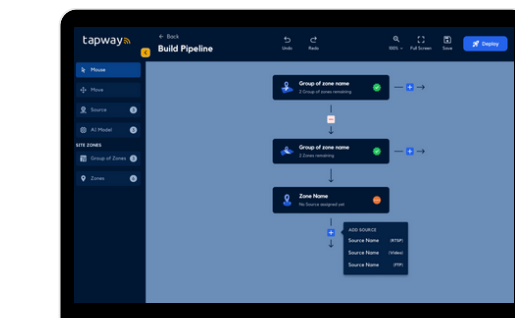 tapway
← Back
Build Pipeline
Undo
Redo
100%
Full Screen
Save
Deploy
Mouse
Move
Source
AI Model
SITE ZONES
Group of Zones
Zones
Group of zone name
3 Group of zones remaining
Group of zone name
3 Zones remaining
Zone Name
No Source assigned yet
ADD SOURCE
Source Name (RTSP)
Source Name (Video)
Source Name (FTP)